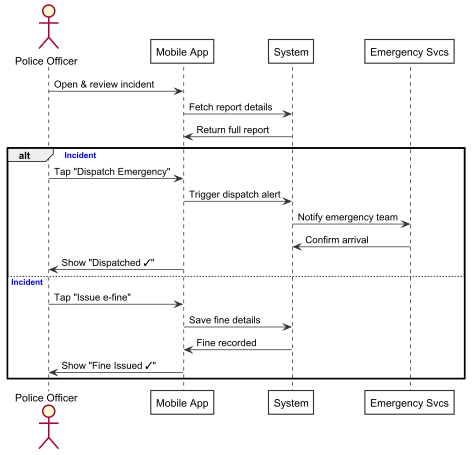 Police Officer
Mobile App
System
Emergency Svcs
Open & review incident
Fetch report details
Return full report
alt
Incident
Tap "Dispatch Emergency"
Trigger dispatch alert
Notify emergency team
Confirm arrival
Show "Dispatched ✓"
Incident
Tap "Issue e-fine"
Save fine details
Fine recorded
Show "Fine Issued ✓"
Police Officer
Mobile App
System
Emergency Svcs